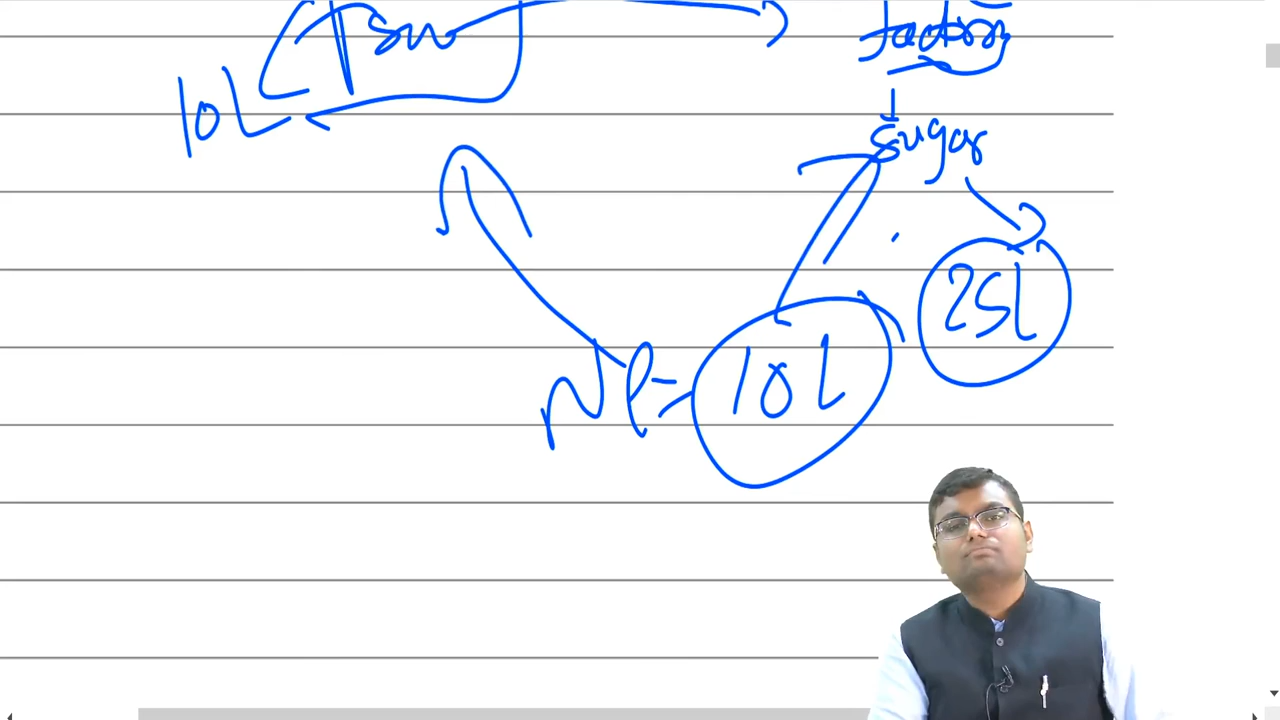 factory
10L
sugar
25L
NP = 10L